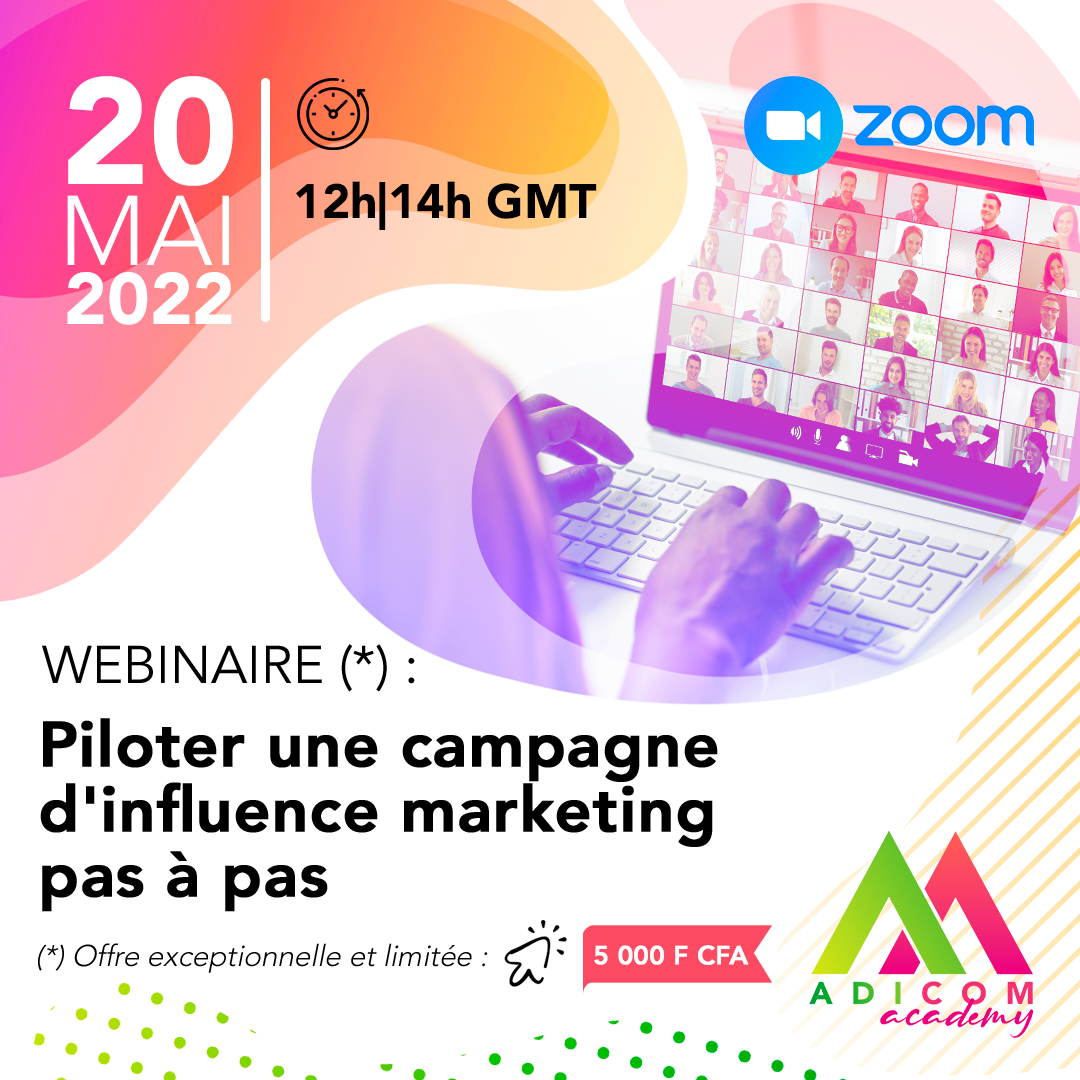 20
MAI
2022
12h|14h GMT
zoom
WEBINAIRE (*) :
Piloter une campagne
d'influence marketing
pas à pas
(*) Offre exceptionnelle et limitée :
5 000 F CFA
ADICOM
academy